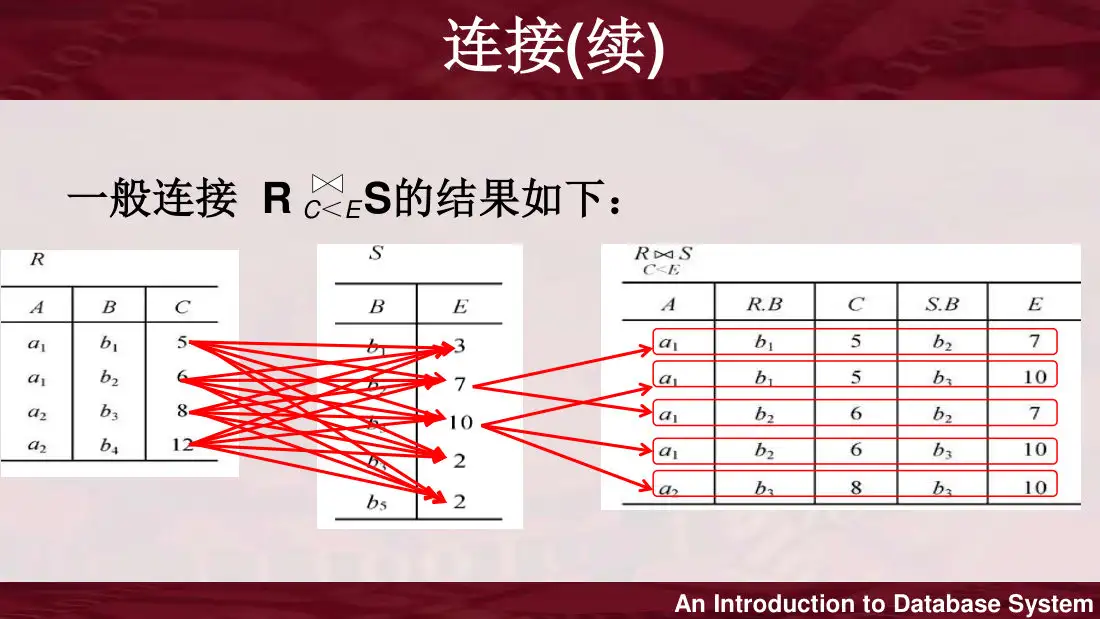 连接(续)
一般连接 R ⋈ C<E S的结果如下：
R
A B C
a₁ b₁ 5
a₁ b₂ 6
a₂ b₃ 8
a₂ b₄ 12
S
B E
b₁ 3
7
10
b₃ 2
b₅ 2
R ⋈ S
C<E
A R.B C S.B E
a₁ b₁ 5 b₂ 7
a₁ b₁ 5 b₃ 10
a₁ b₂ 6 b₂ 7
a₁ b₂ 6 b₃ 10
a₂ b₃ 8 b₃ 10
An Introduction to Database System